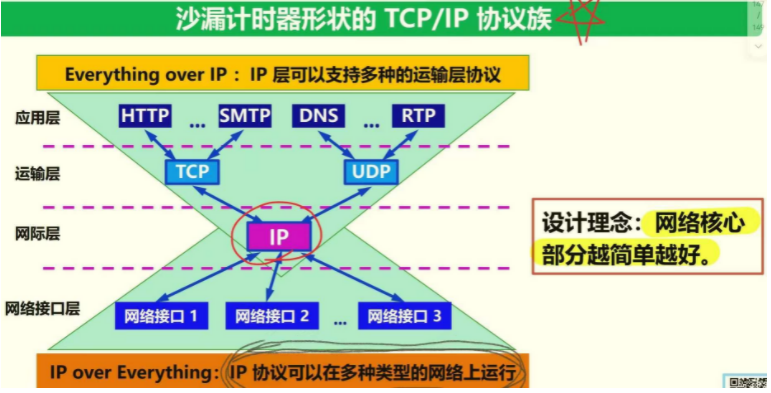 沙漏计时器形状的 TCP/IP 协议族
Everything over IP ：IP 层可以支持多种的运输层协议
应用层 HTTP ... SMTP DNS ... RTP
运输层 TCP UDP
网际层 IP
设计理念：网络核心
部分越简单越好。
网络接口层 网络接口 1 网络接口 2 ... 网络接口 3
IP over Everything：IP 协议可以在多种类型的网络上运行